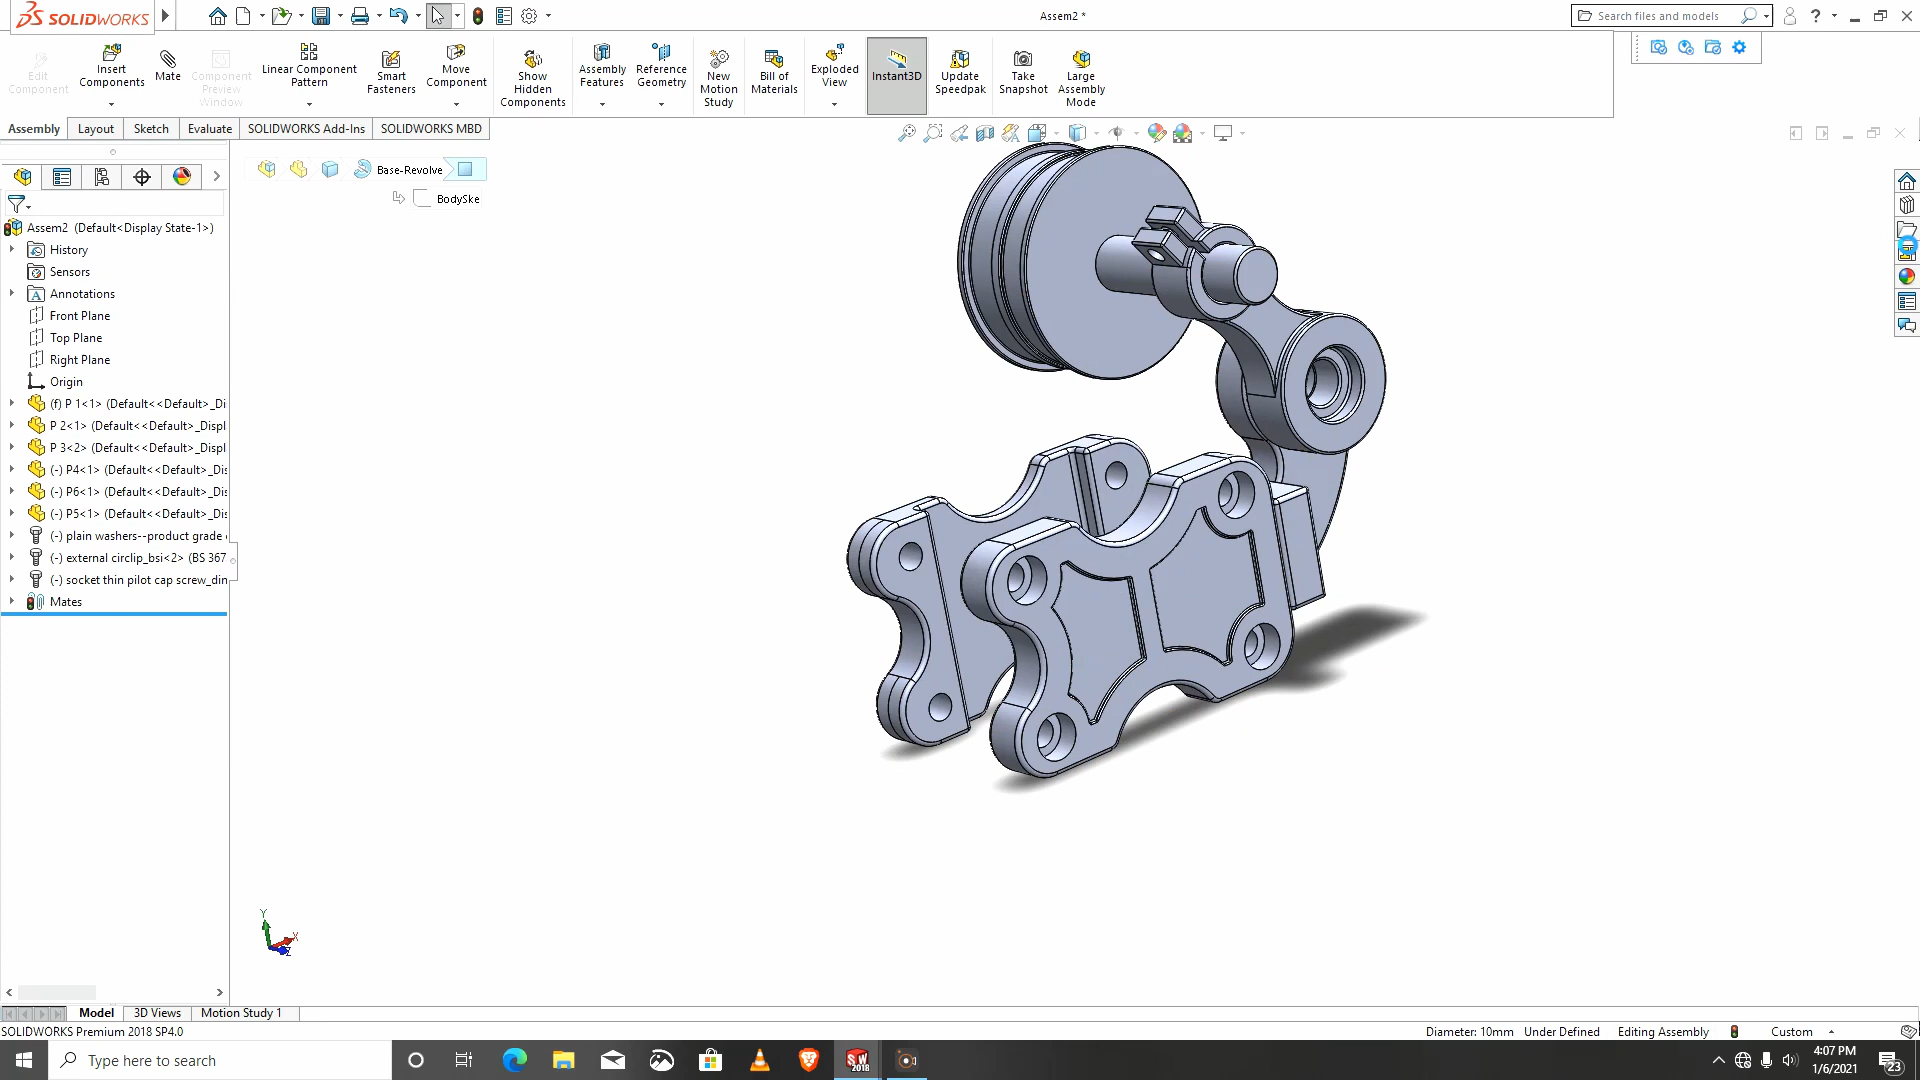 SOLIDWORKS
Assem2 *
Search files and models
Edit
Component
Insert
Components
Mate
Component
Preview
Window
Linear Component
Pattern
Smart
Fasteners
Move
Component
Show
Hidden
Components
Assembly
Features
Reference
Geometry
New
Motion
Study
Bill of
Materials
Exploded
View
Instant3D
Update
Speedpak
Take
Snapshot
Large
Assembly
Mode
Assembly
Layout
Sketch
Evaluate
SOLIDWORKS Add-Ins
SOLIDWORKS MBD
Base-Revolve
BodySke
Assem2 (Default<Display State-1>)
History
Sensors
Annotations
Front Plane
Top Plane
Right Plane
Origin
(f) P 1<1> (Default<<Default>_Di
P 2<1> (Default<<Default>_Displ
P 3<2> (Default<<Default>_Displ
(-) P4<1> (Default<<Default>_Dis
(-) P6<1> (Default<<Default>_Dis
(-) P5<1> (Default<<Default>_Dis
(-) plain washers--product grade
(-) external circlip_bsi<2> (BS 367
(-) socket thin pilot cap screw_din
Mates
Y
X
Z
Model
3D Views
Motion Study 1
SOLIDWORKS Premium 2018 SP4.0
Diameter: 10mm
Under Defined
Editing Assembly
Custom
Type here to search
SW
2018
4:07 PM
1/6/2021
23